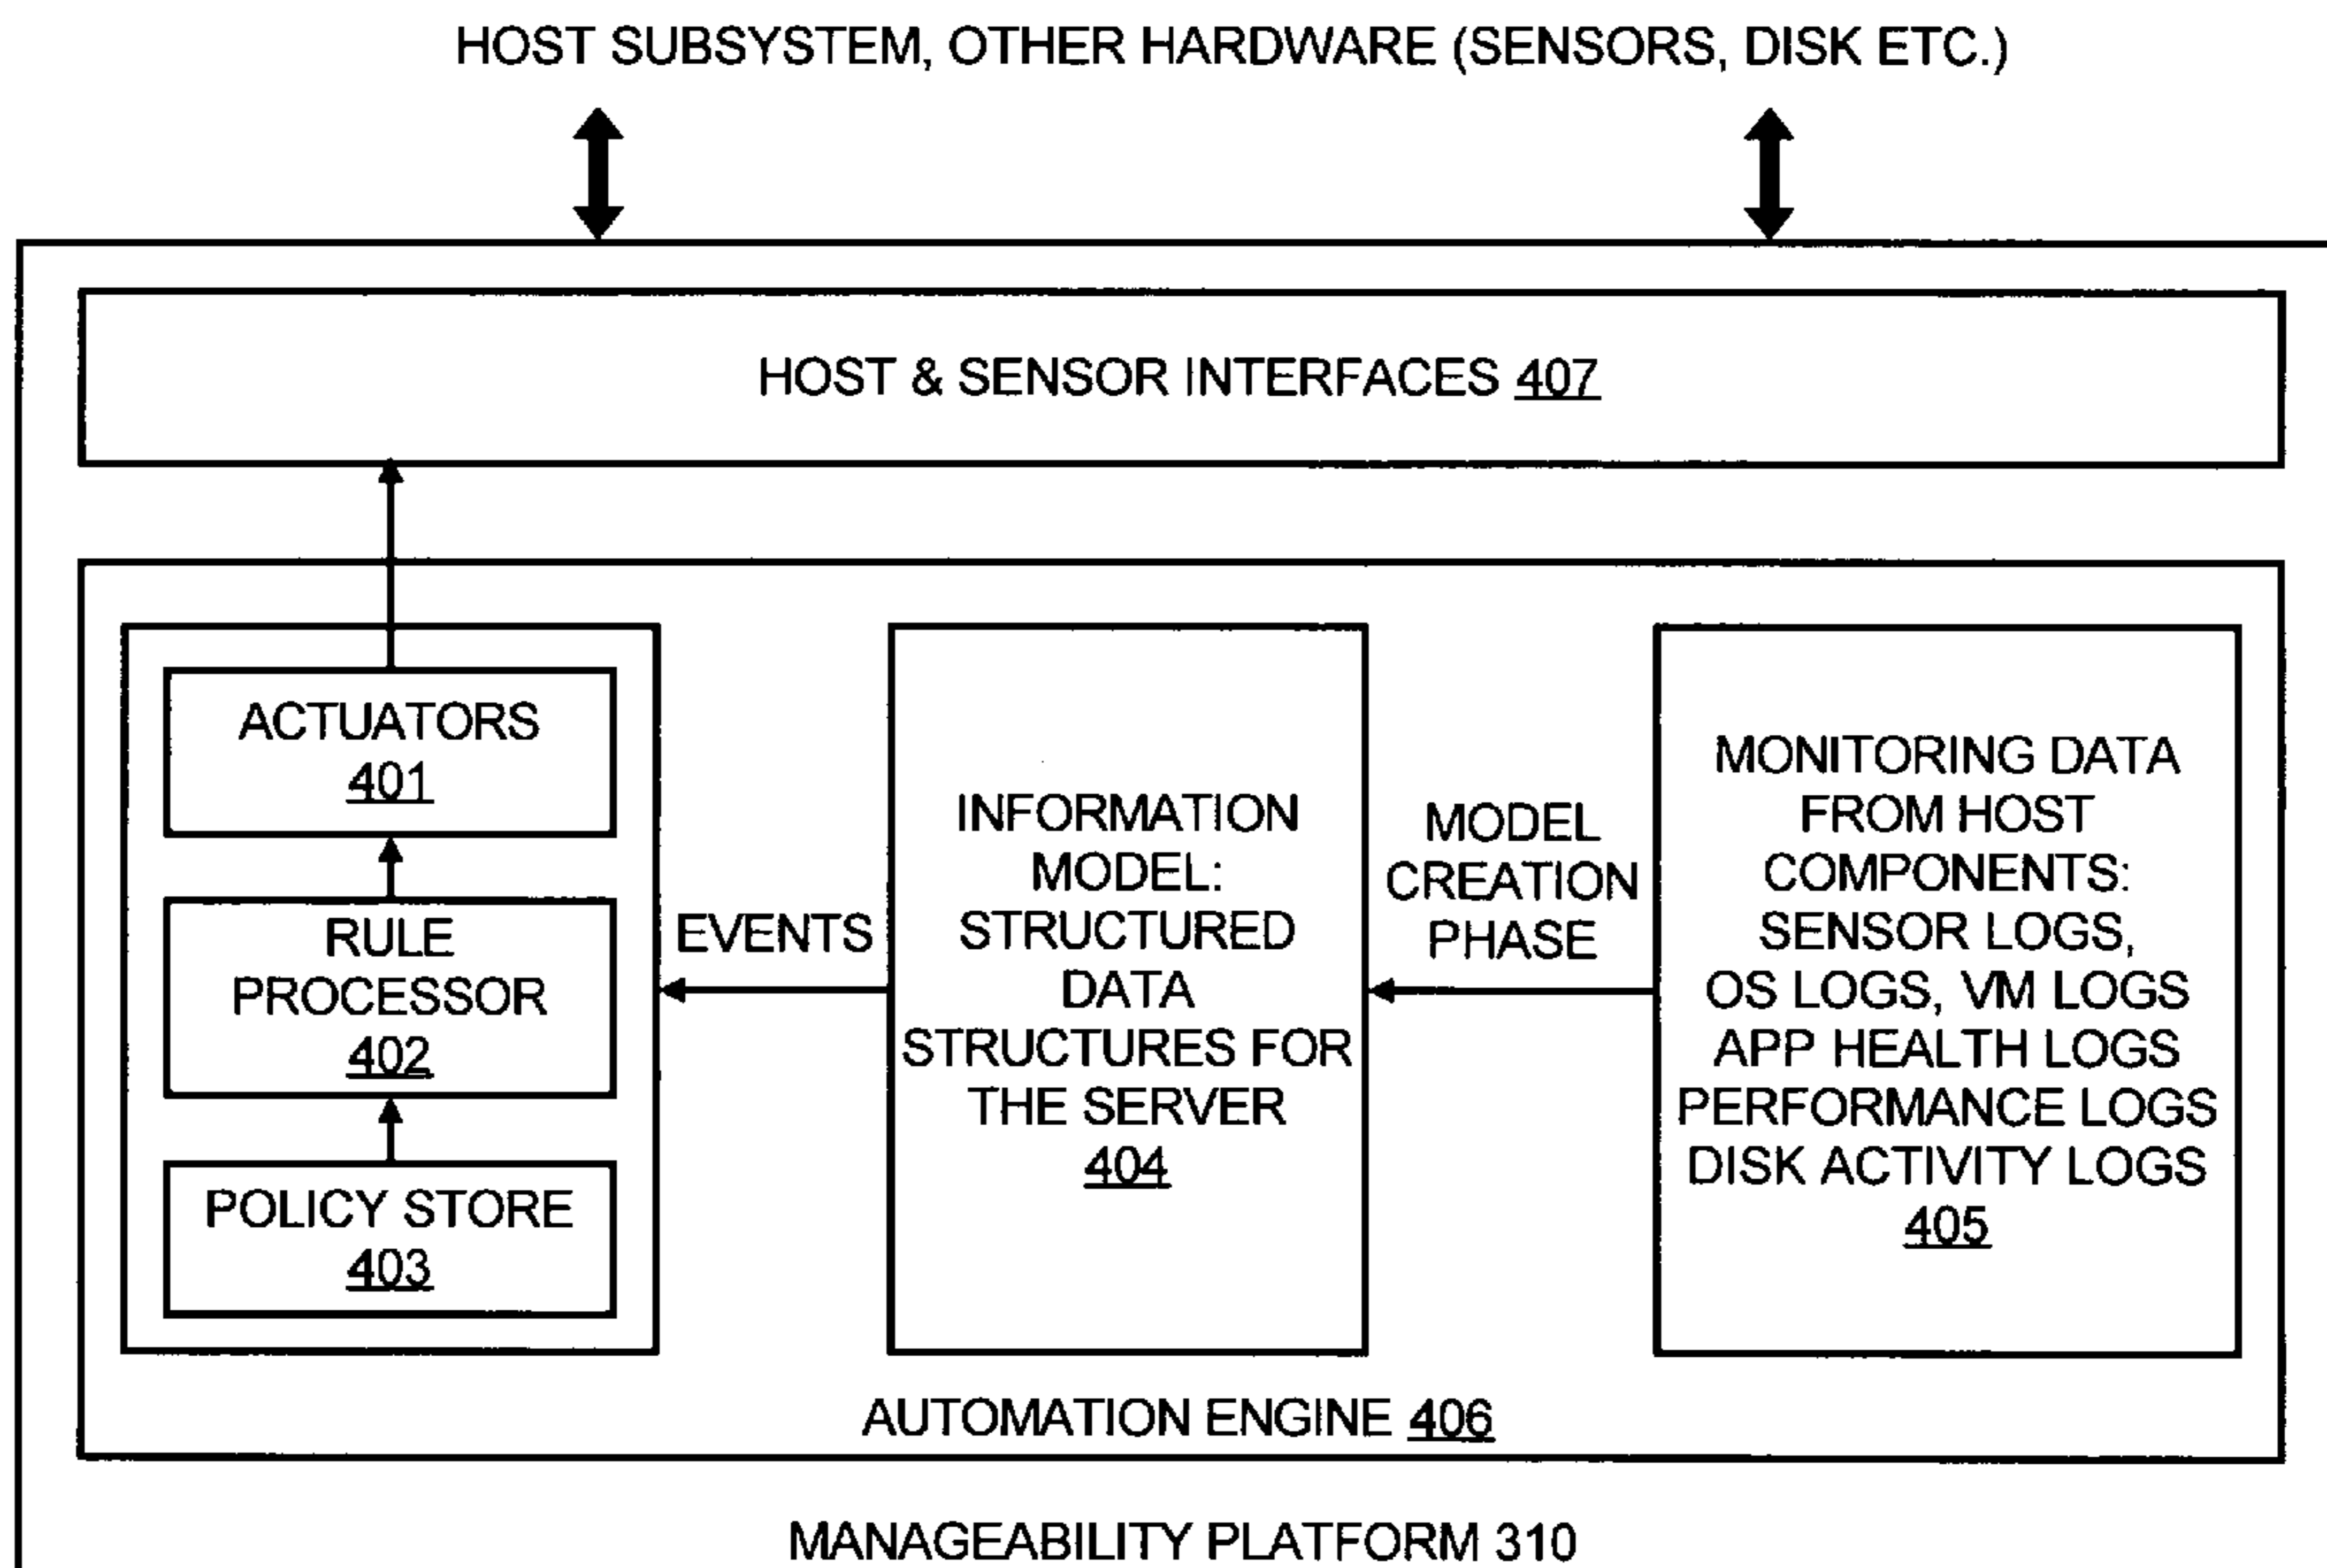 HOST SUBSYSTEM, OTHER HARDWARE (SENSORS, DISK ETC.)
HOST & SENSOR INTERFACES 407
ACTUATORS
401
RULE
PROCESSOR
402
POLICY STORE
403
EVENTS
INFORMATION
MODEL:
STRUCTURED
DATA
STRUCTURES FOR
THE SERVER
404
MODEL
CREATION
PHASE
MONITORING DATA
FROM HOST
COMPONENTS:
SENSOR LOGS,
OS LOGS, VM LOGS
APP HEALTH LOGS
PERFORMANCE LOGS
DISK ACTIVITY LOGS
405
AUTOMATION ENGINE 406
MANAGEABILITY PLATFORM 310